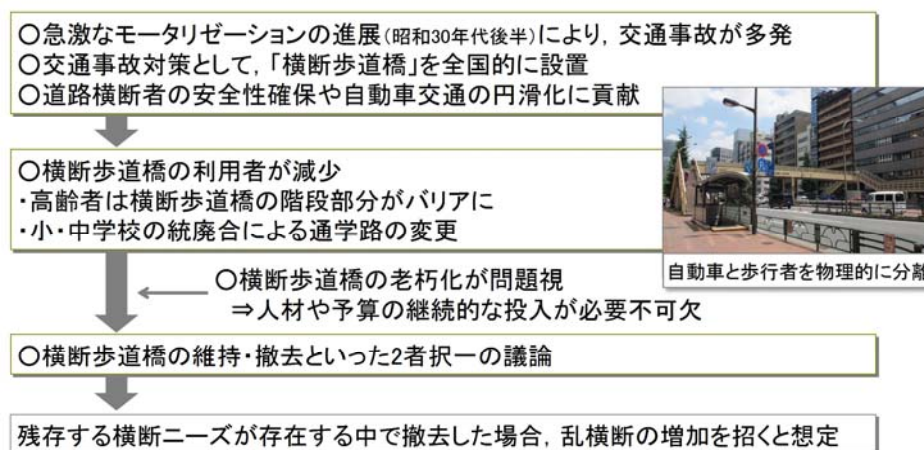 ○急激なモータリゼーションの進展(昭和30年代後半)により，交通事故が多発
○交通事故対策として，「横断歩道橋」を全国的に設置
○道路横断者の安全性確保や自動車交通の円滑化に貢献
○横断歩道橋の利用者が減少
・高齢者は横断歩道橋の階段部分がバリアに
・小・中学校の統廃合による通学路の変更
自動車と歩行者を物理的に分離
○横断歩道橋の老朽化が問題視
⇒人材や予算の継続的な投入が必要不可欠
○横断歩道橋の維持・撤去といった2者択一の議論
残存する横断ニーズが存在する中で撤去した場合，乱横断の増加を招くと想定